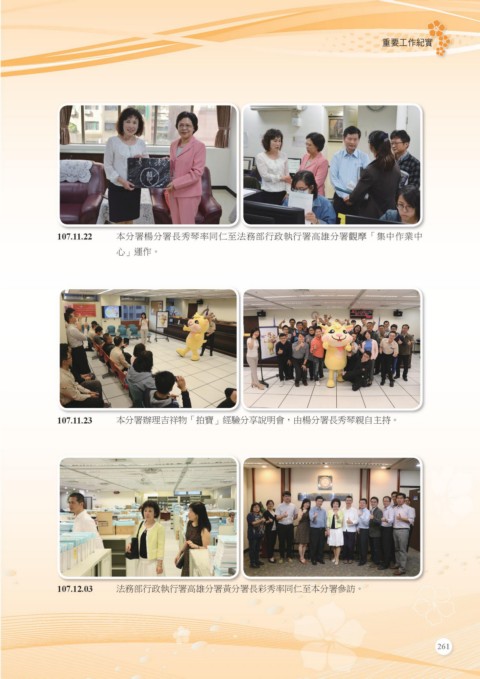 重要工作紀實
107.11.22 本分署楊分署長秀琴率同仁至法務部行政執行署高雄分署觀摩「集中作業中
心」運作。
107.11.23 本分署辦理吉祥物「拍寶」經驗分享說明會，由楊分署長秀琴親自主持。
107.12.03 法務部行政執行署高雄分署黃分署長彩秀率同仁至本分署參訪。
261